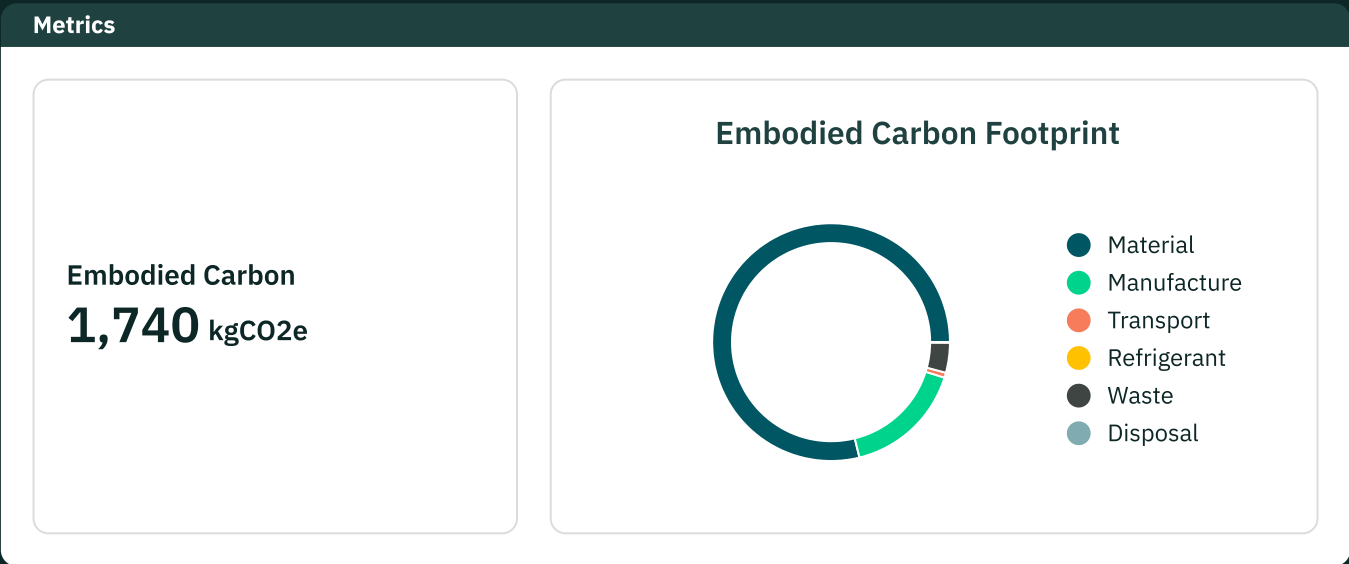 Metrics
Embodied Carbon
1,740 kgCO2e
Embodied Carbon Footprint
Material
Manufacture
Transport
Refrigerant
Waste
Disposal